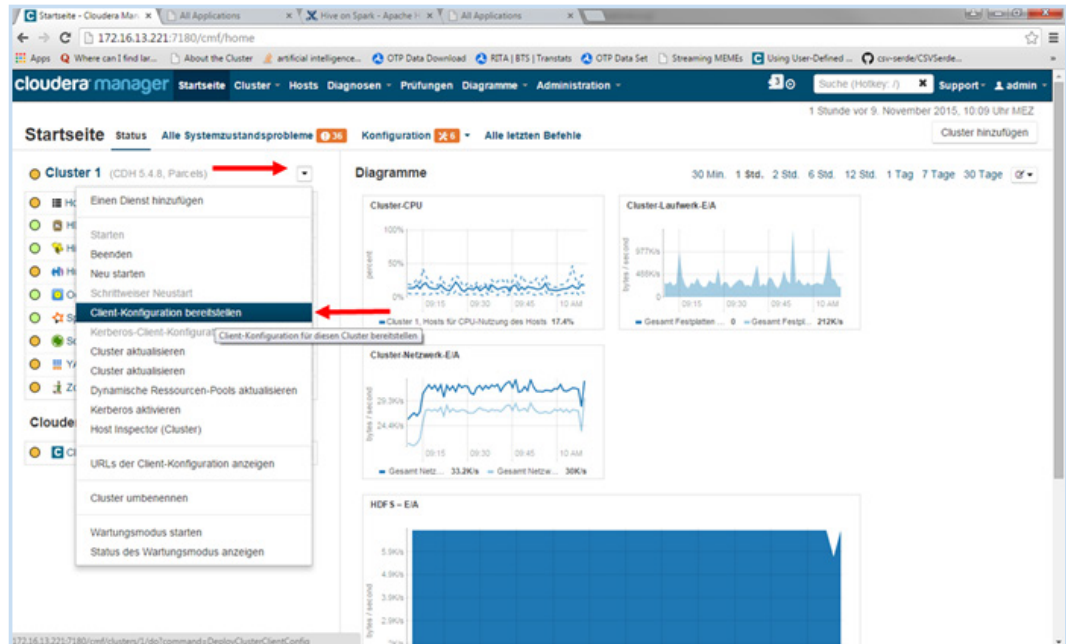 Startseite - Cloudera Man
All Applications
Hive on Spark - Apache H
All Applications
172.16.13.221:7180/cmf/home
Apps
Where can I find lar...
About the Cluster
artificial intelligence...
OTP Data Download
RITA | BTS | Transtats
OTP Data Set
Streaming MEMEs
Using User-Defined ...
csv-serde/CSVSerde...
cloudera manager
Startseite
Cluster
Hosts
Diagnosen
Prüfungen
Diagramme
Administration
3
Suche (Hotkey: /)
Support
admin
1 Stunde vor 9. November 2015, 10:09 Uhr MEZ
Startseite
Status
Alle Systemzustandsprobleme
36
Konfiguration
6
Alle letzten Befehle
Cluster hinzufügen
Cluster 1 (CDH 5.4.8, Parcels)
Einen Dienst hinzufügen
Starten
Beenden
Neu starten
Schrittweiser Neustart
Client-Konfiguration bereitstellen
Client-Konfiguration für diesen Cluster bereitstellen
Cluster aktualisieren
Cluster aktualisieren
Dynamische Ressourcen-Pools aktualisieren
Kerberos aktivieren
Host Inspector (Cluster)
URLs der Client-Konfiguration anzeigen
Cluster umbenennen
Wartungsmodus starten
Status des Wartungsmodus anzeigen
Diagramme
30 Min.
1 Std.
2 Std.
6 Std.
12 Std.
1 Tag
7 Tage
30 Tage
Cluster-CPU
percent
100%
50%
0%
09:15
09:30
09:45
10 AM
Cluster 1, Hosts für CPU-Nutzung des Hosts 17.4%
Cluster-Laufwerk-E/A
bytes / second
977K/s
488K/s
0
09:15
09:30
09:45
10 AM
Gesamt Festplatten ... 0
Gesamt Festpl... 212K/s
Cluster-Netzwerk-E/A
bytes / second
29.3K/s
24.4K/s
09:15
09:30
09:45
10 AM
Gesamt Netz... 33.2K/s
Gesamt Netzw... 30K/s
HDFS – E/A
bytes / second
5.9K/s
4.9K/s
3.9K/s
2.9K/s
172.16.13.221:7180/cmf/clusters/1/do?command=DeployClusterClientConfig